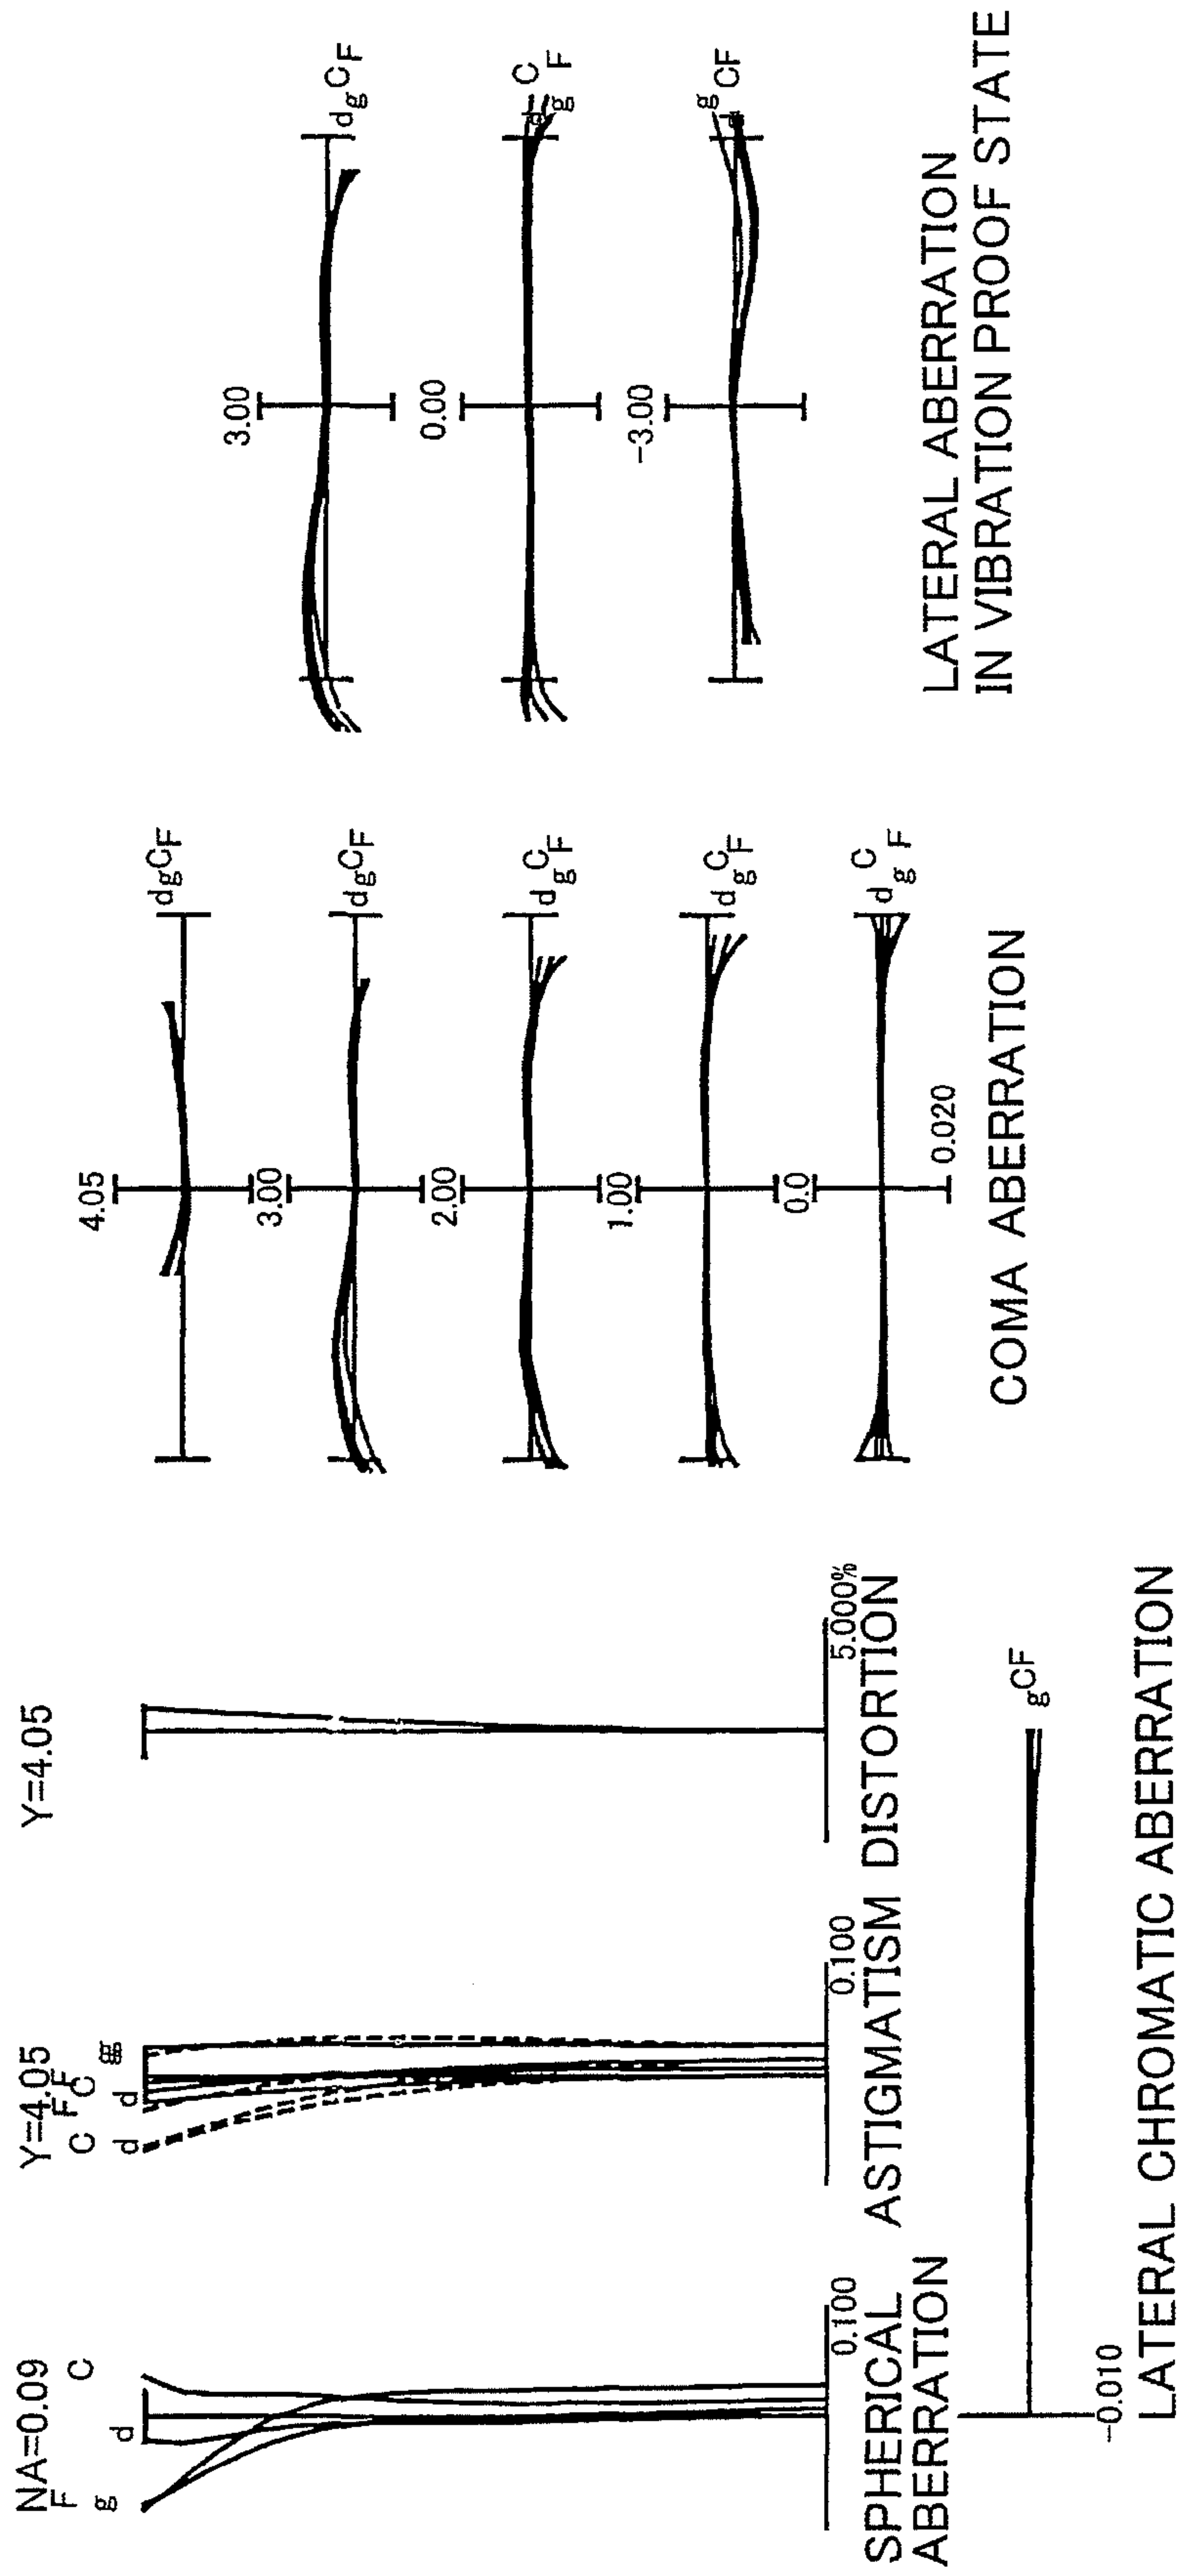 NA=0.09
F
C
g
d
0.100
SPHERICAL
ABERRATION
Y=4.05
F
F
C
C
g
g
d
d
0.100
ASTIGMATISM
Y=4.05
5.000%
DISTORTION
-0.010
gCF
LATERAL CHROMATIC ABERRATION
4.05
dgCF
3.00
dgCF
2.00
dgCF
1.00
dgCF
0.0
dgCF
0.020
COMA ABERRATION
3.00
dgCF
0.00
dgCF
-3.00
gCF
d
LATERAL ABERRATION
IN VIBRATION PROOF STATE